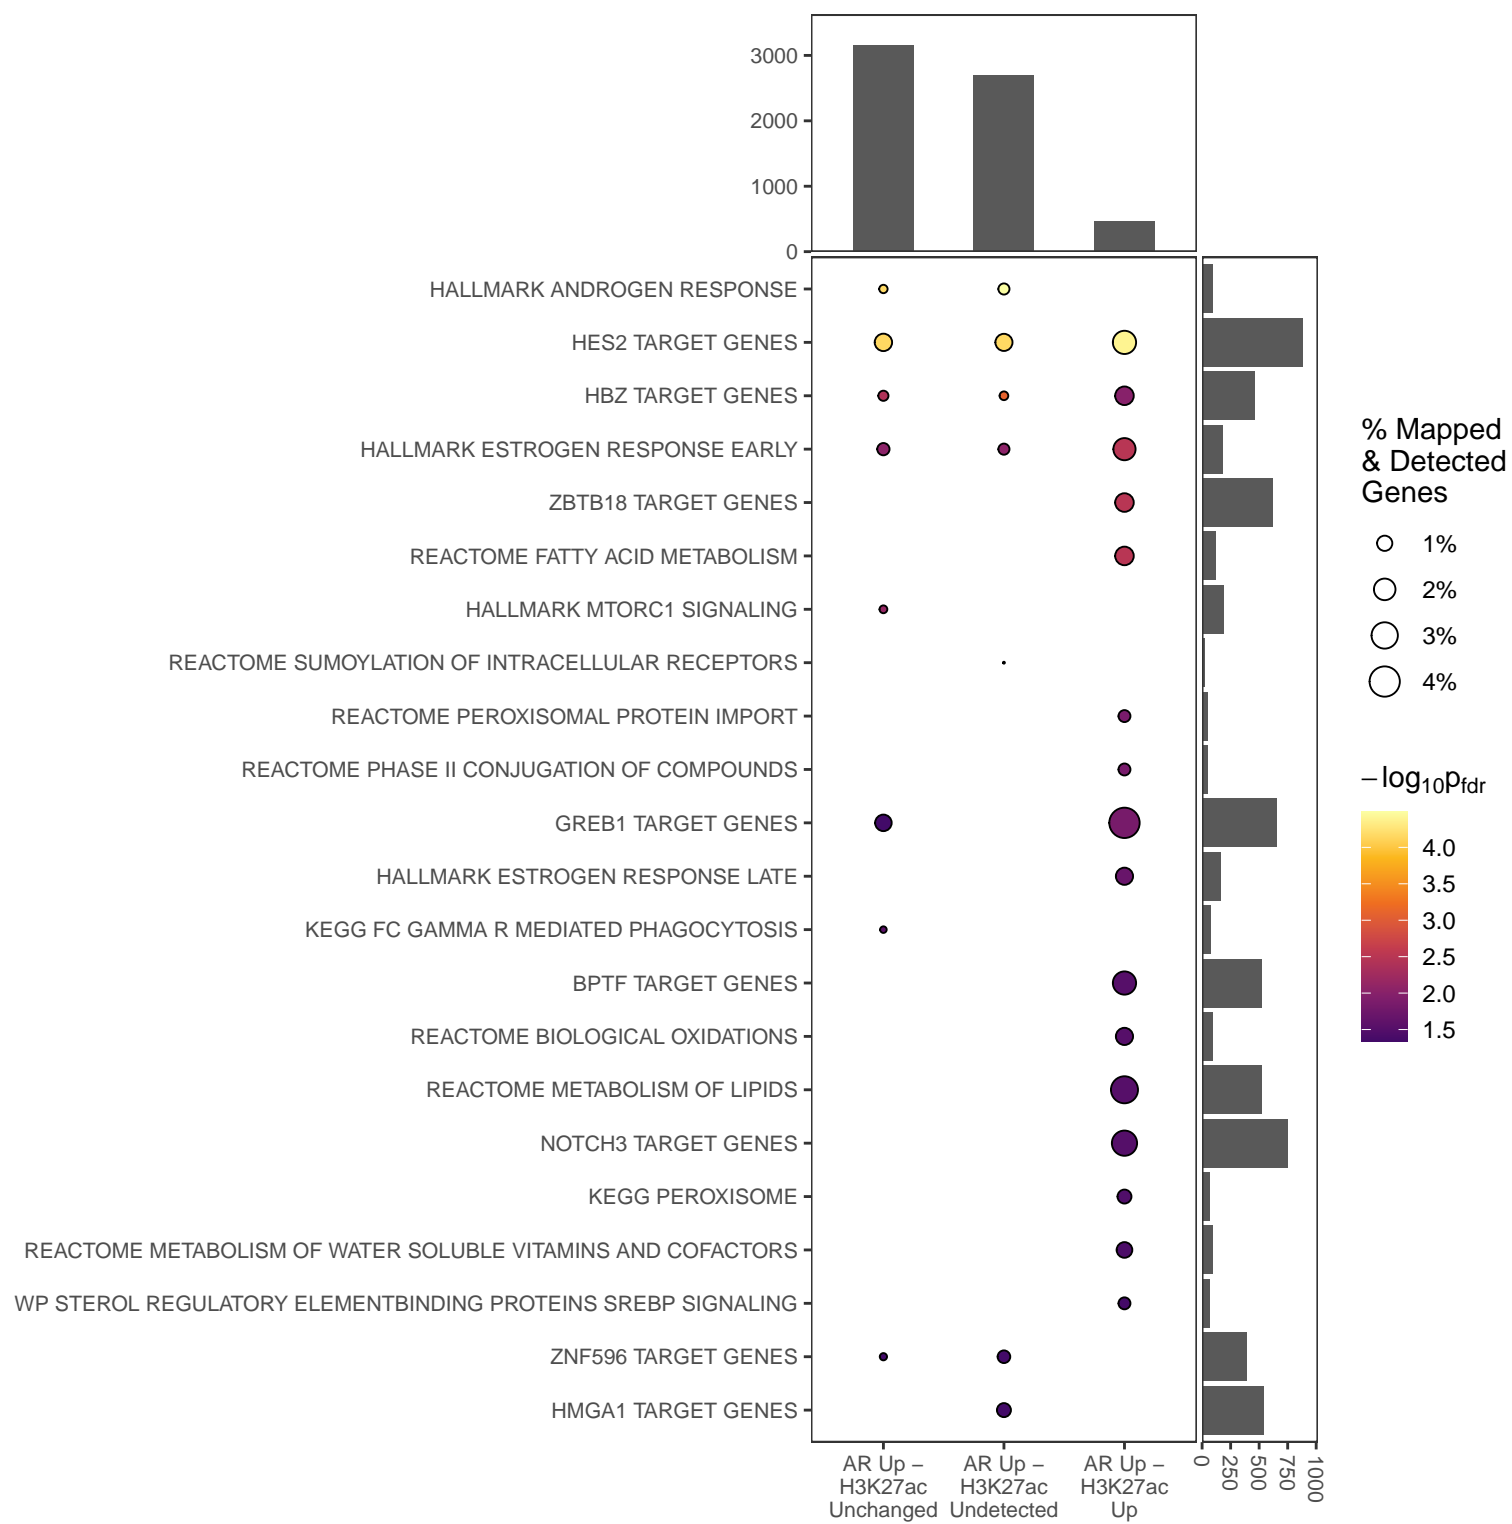 3000
2000
1000
0
HALLMARK ANDROGEN RESPONSE
HES2 TARGET GENES
HBZ TARGET GENES
HALLMARK ESTROGEN RESPONSE EARLY
ZBTB18 TARGET GENES
REACTOME FATTY ACID METABOLISM
HALLMARK MTORC1 SIGNALING
REACTOME SUMOYLATION OF INTRACELLULAR RECEPTORS
REACTOME PEROXISOMAL PROTEIN IMPORT
REACTOME PHASE II CONJUGATION OF COMPOUNDS
GREB1 TARGET GENES
HALLMARK ESTROGEN RESPONSE LATE
KEGG FC GAMMA R MEDIATED PHAGOCYTOSIS
BPTF TARGET GENES
REACTOME BIOLOGICAL OXIDATIONS
REACTOME METABOLISM OF LIPIDS
NOTCH3 TARGET GENES
KEGG PEROXISOME
REACTOME METABOLISM OF WATER SOLUBLE VITAMINS AND COFACTORS
WP STEROL REGULATORY ELEMENTBINDING PROTEINS SREBP SIGNALING
ZNF596 TARGET GENES
HMGA1 TARGET GENES
AR Up –
H3K27ac
Unchanged
AR Up –
H3K27ac
Undetected
AR Up –
H3K27ac
Up
0
250
500
750
1000
% Mapped
& Detected
Genes
1%
2%
3%
4%
−log10pfdr
4.0
3.5
3.0
2.5
2.0
1.5